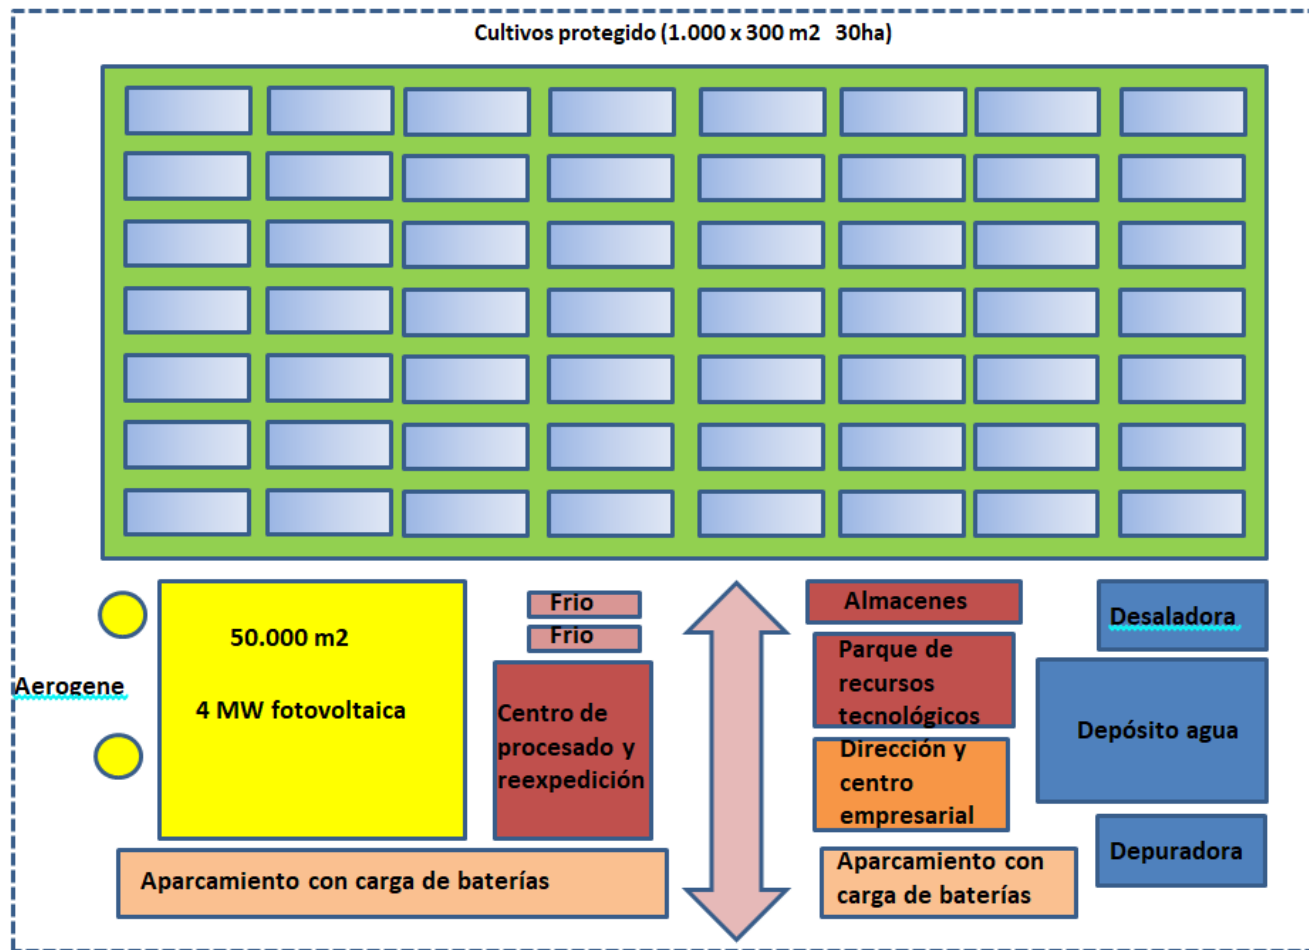 Cultivos protegido (1.000 x 300 m2 30ha)
Frio
Frio
50.000 m2
4 MW fotovoltaica
Aerogene
Centro de
procesado y
reexpedición
Almacenes
Parque de
recursos
tecnológicos
Dirección y
centro
empresarial
Desaladora
Depósito agua
Depuradora
Aparcamiento con carga de baterías
Aparcamiento con
carga de baterías